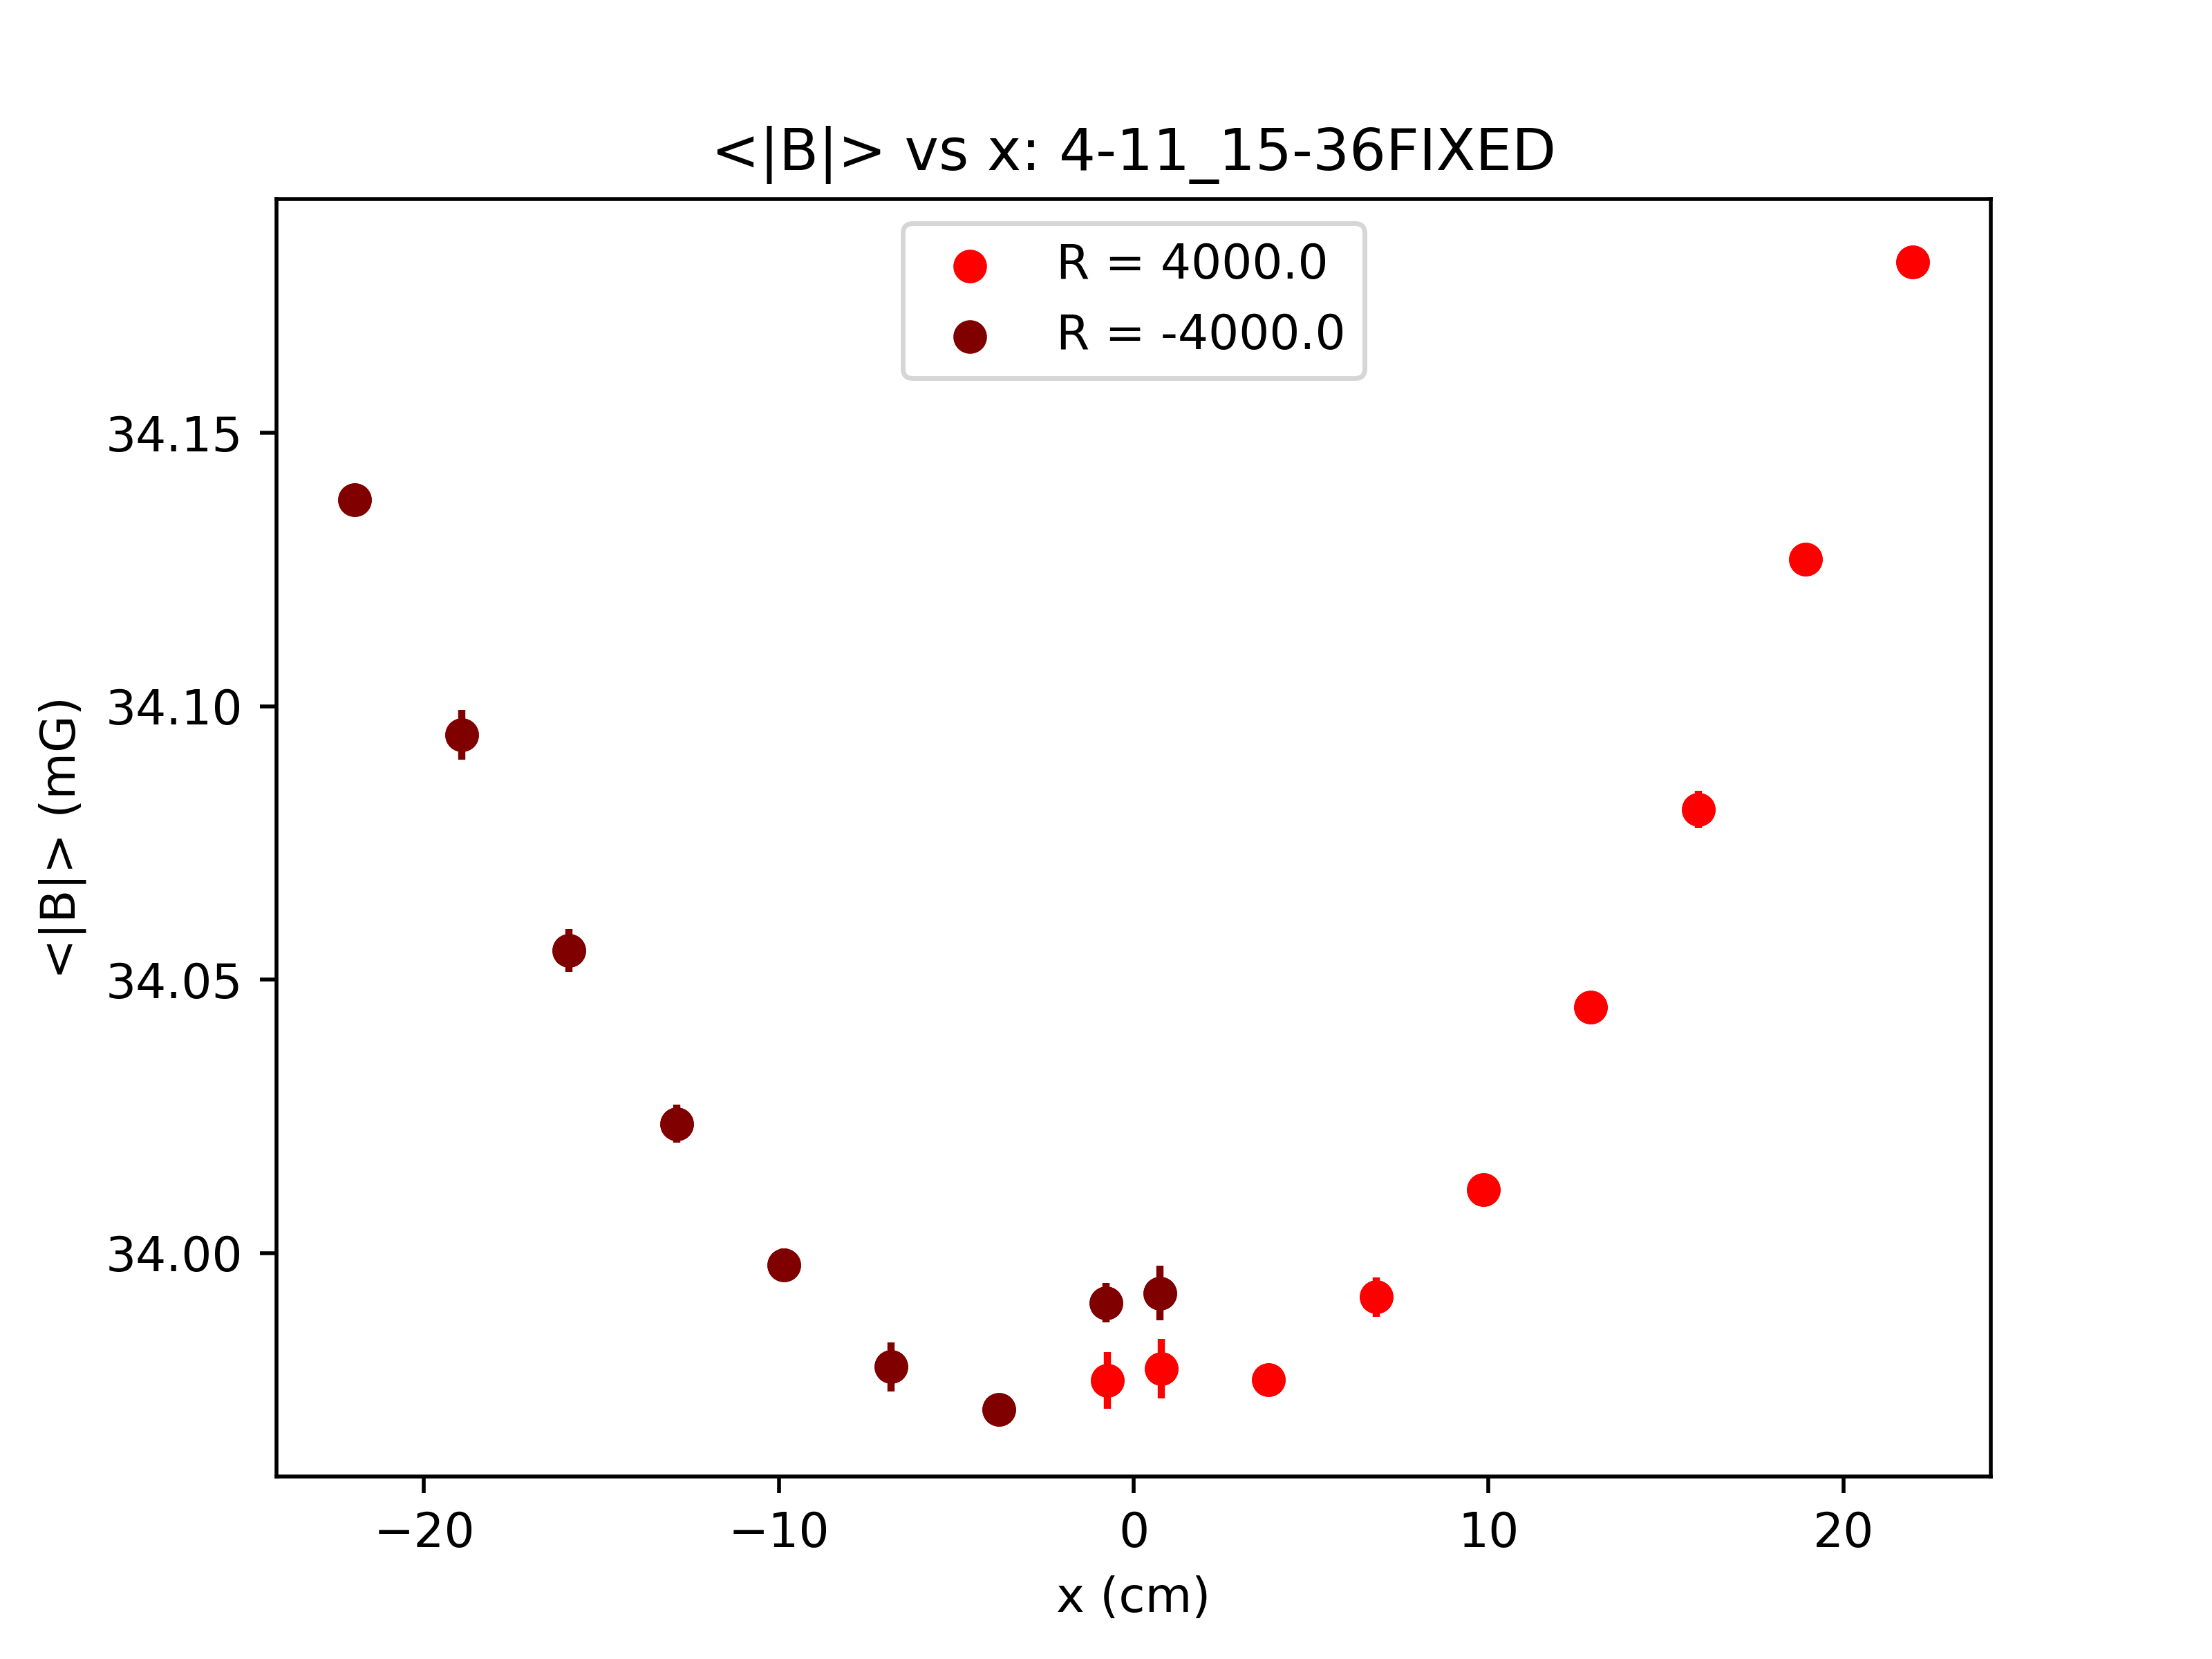 <|B|> vs x: 4-11_15-36FIXED
R = 4000.0
R = -4000.0
34.15
34.10
34.05
34.00
<|B|> (mG)
−20 −10 0 10 20
x (cm)